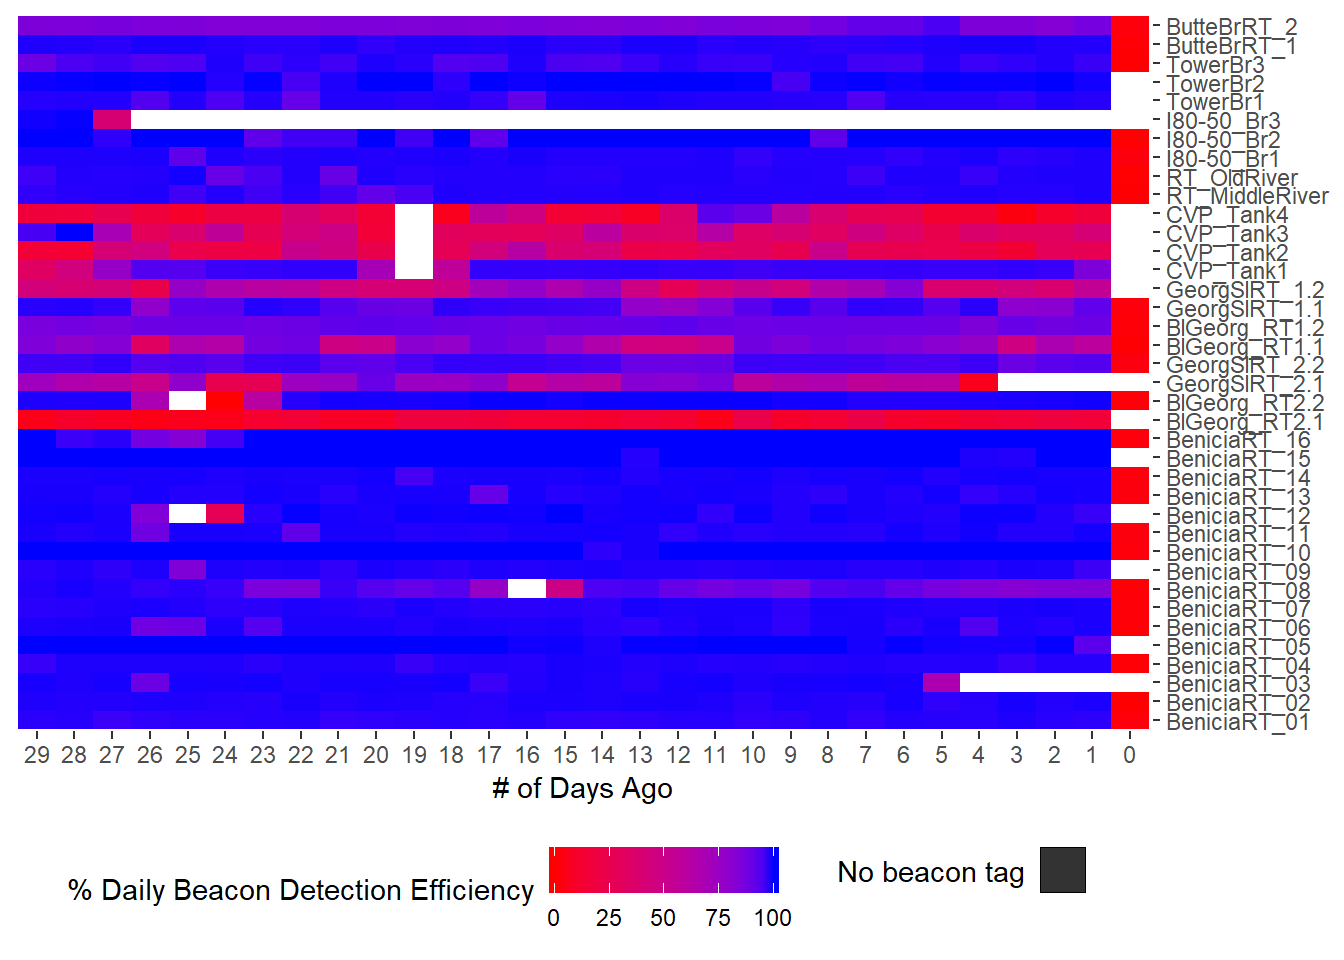 ButteBrRT_2
ButteBrRT_1
TowerBr3
TowerBr2
TowerBr1
I80-50_Br3
I80-50_Br2
I80-50_Br1
RT_OldRiver
RT_MiddleRiver
CVP_Tank4
CVP_Tank3
CVP_Tank2
CVP_Tank1
GeorgSlRT_1.2
GeorgSlRT_1.1
BlGeorg_RT1.2
BlGeorg_RT1.1
GeorgSlRT_2.2
GeorgSlRT_2.1
BlGeorg_RT2.2
BlGeorg_RT2.1
BeniciaRT_16
BeniciaRT_15
BeniciaRT_14
BeniciaRT_13
BeniciaRT_12
BeniciaRT_11
BeniciaRT_10
BeniciaRT_09
BeniciaRT_08
BeniciaRT_07
BeniciaRT_06
BeniciaRT_05
BeniciaRT_04
BeniciaRT_03
BeniciaRT_02
BeniciaRT_01
29 28 27 26 25 24 23 22 21 20 19 18 17 16 15 14 13 12 11 10 9 8 7 6 5 4 3 2 1 0
# of Days Ago
% Daily Beacon Detection Efficiency
0 25 50 75 100
No beacon tag